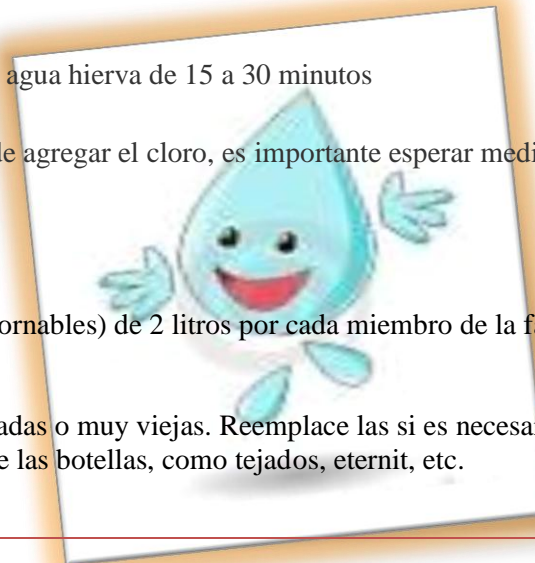 agua hierva de 15 a 30 minutos
de agregar el cloro, es importante esperar medi
ornables) de 2 litros por cada miembro de la fa
adas o muy viejas. Reemplace las si es necesar
e las botellas, como tejados, eternit, etc.